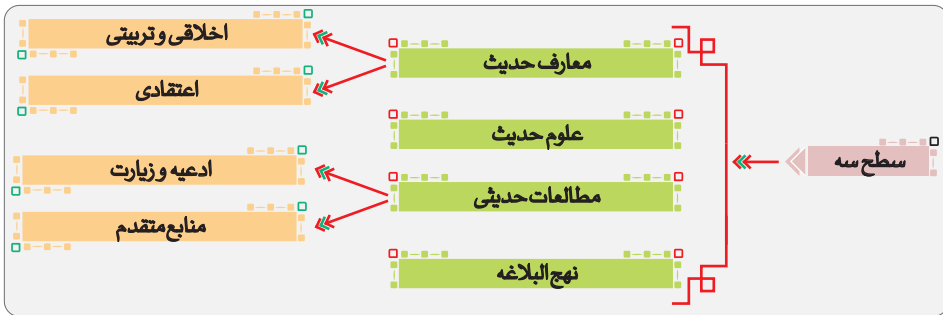 سطح سه
معارف حدیث
اخلاقی و تربیتی
اعتقادی
علوم حدیث
مطالعات حدیثی
ادعیه و زیارت
منابع متقدم
نهج البلاغه